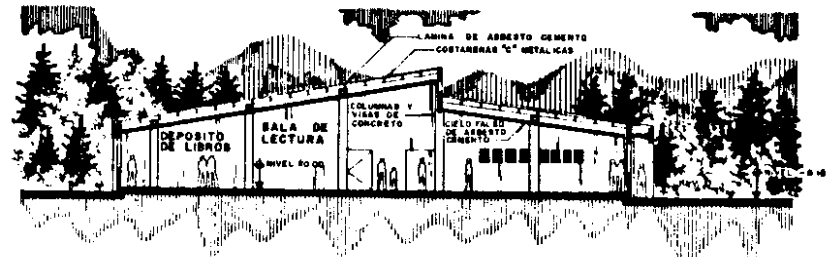 LAMINA DE ASBESTO CEMENTO
COSTANERAS "C" METALICAS
DEPOSITO
DE LIBROS
SALA DE
LECTURA
COLUMNAS Y
VIGAS DE
CONCRETO
CIELO FALSO
DE ASBESTO
CEMENTO
NIVEL